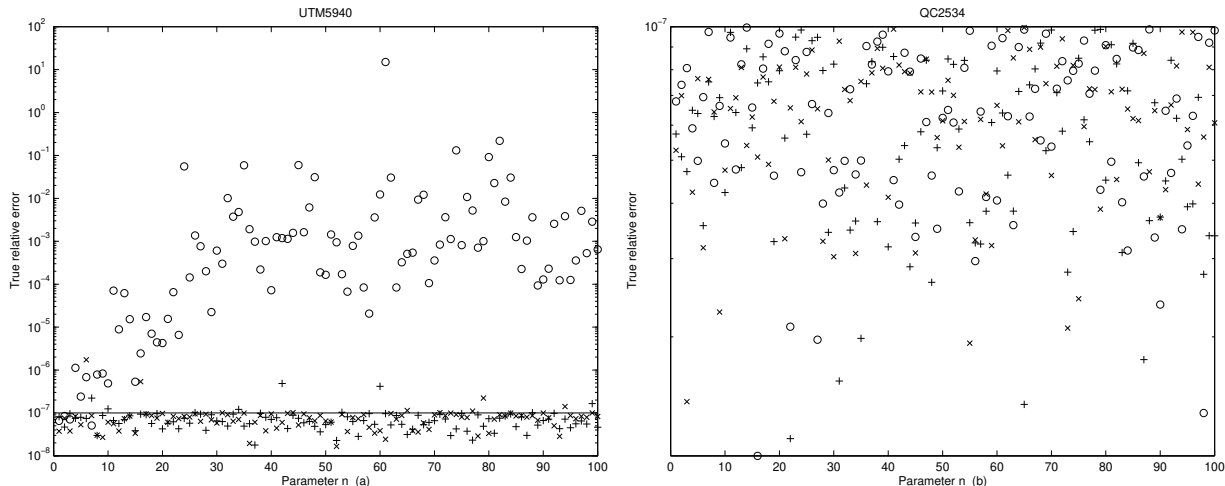 UTM5940
10^2
10^1
10^0
10^-1
10^-2
10^-3
10^-4
10^-5
10^-6
10^-7
10^-8
True relative error
0 10 20 30 40 50 60 70 80 90 100
Parameter n (a)
QC2534
10^-7
True relative error
0 10 20 30 40 50 60 70 80 90 100
Parameter n (b)